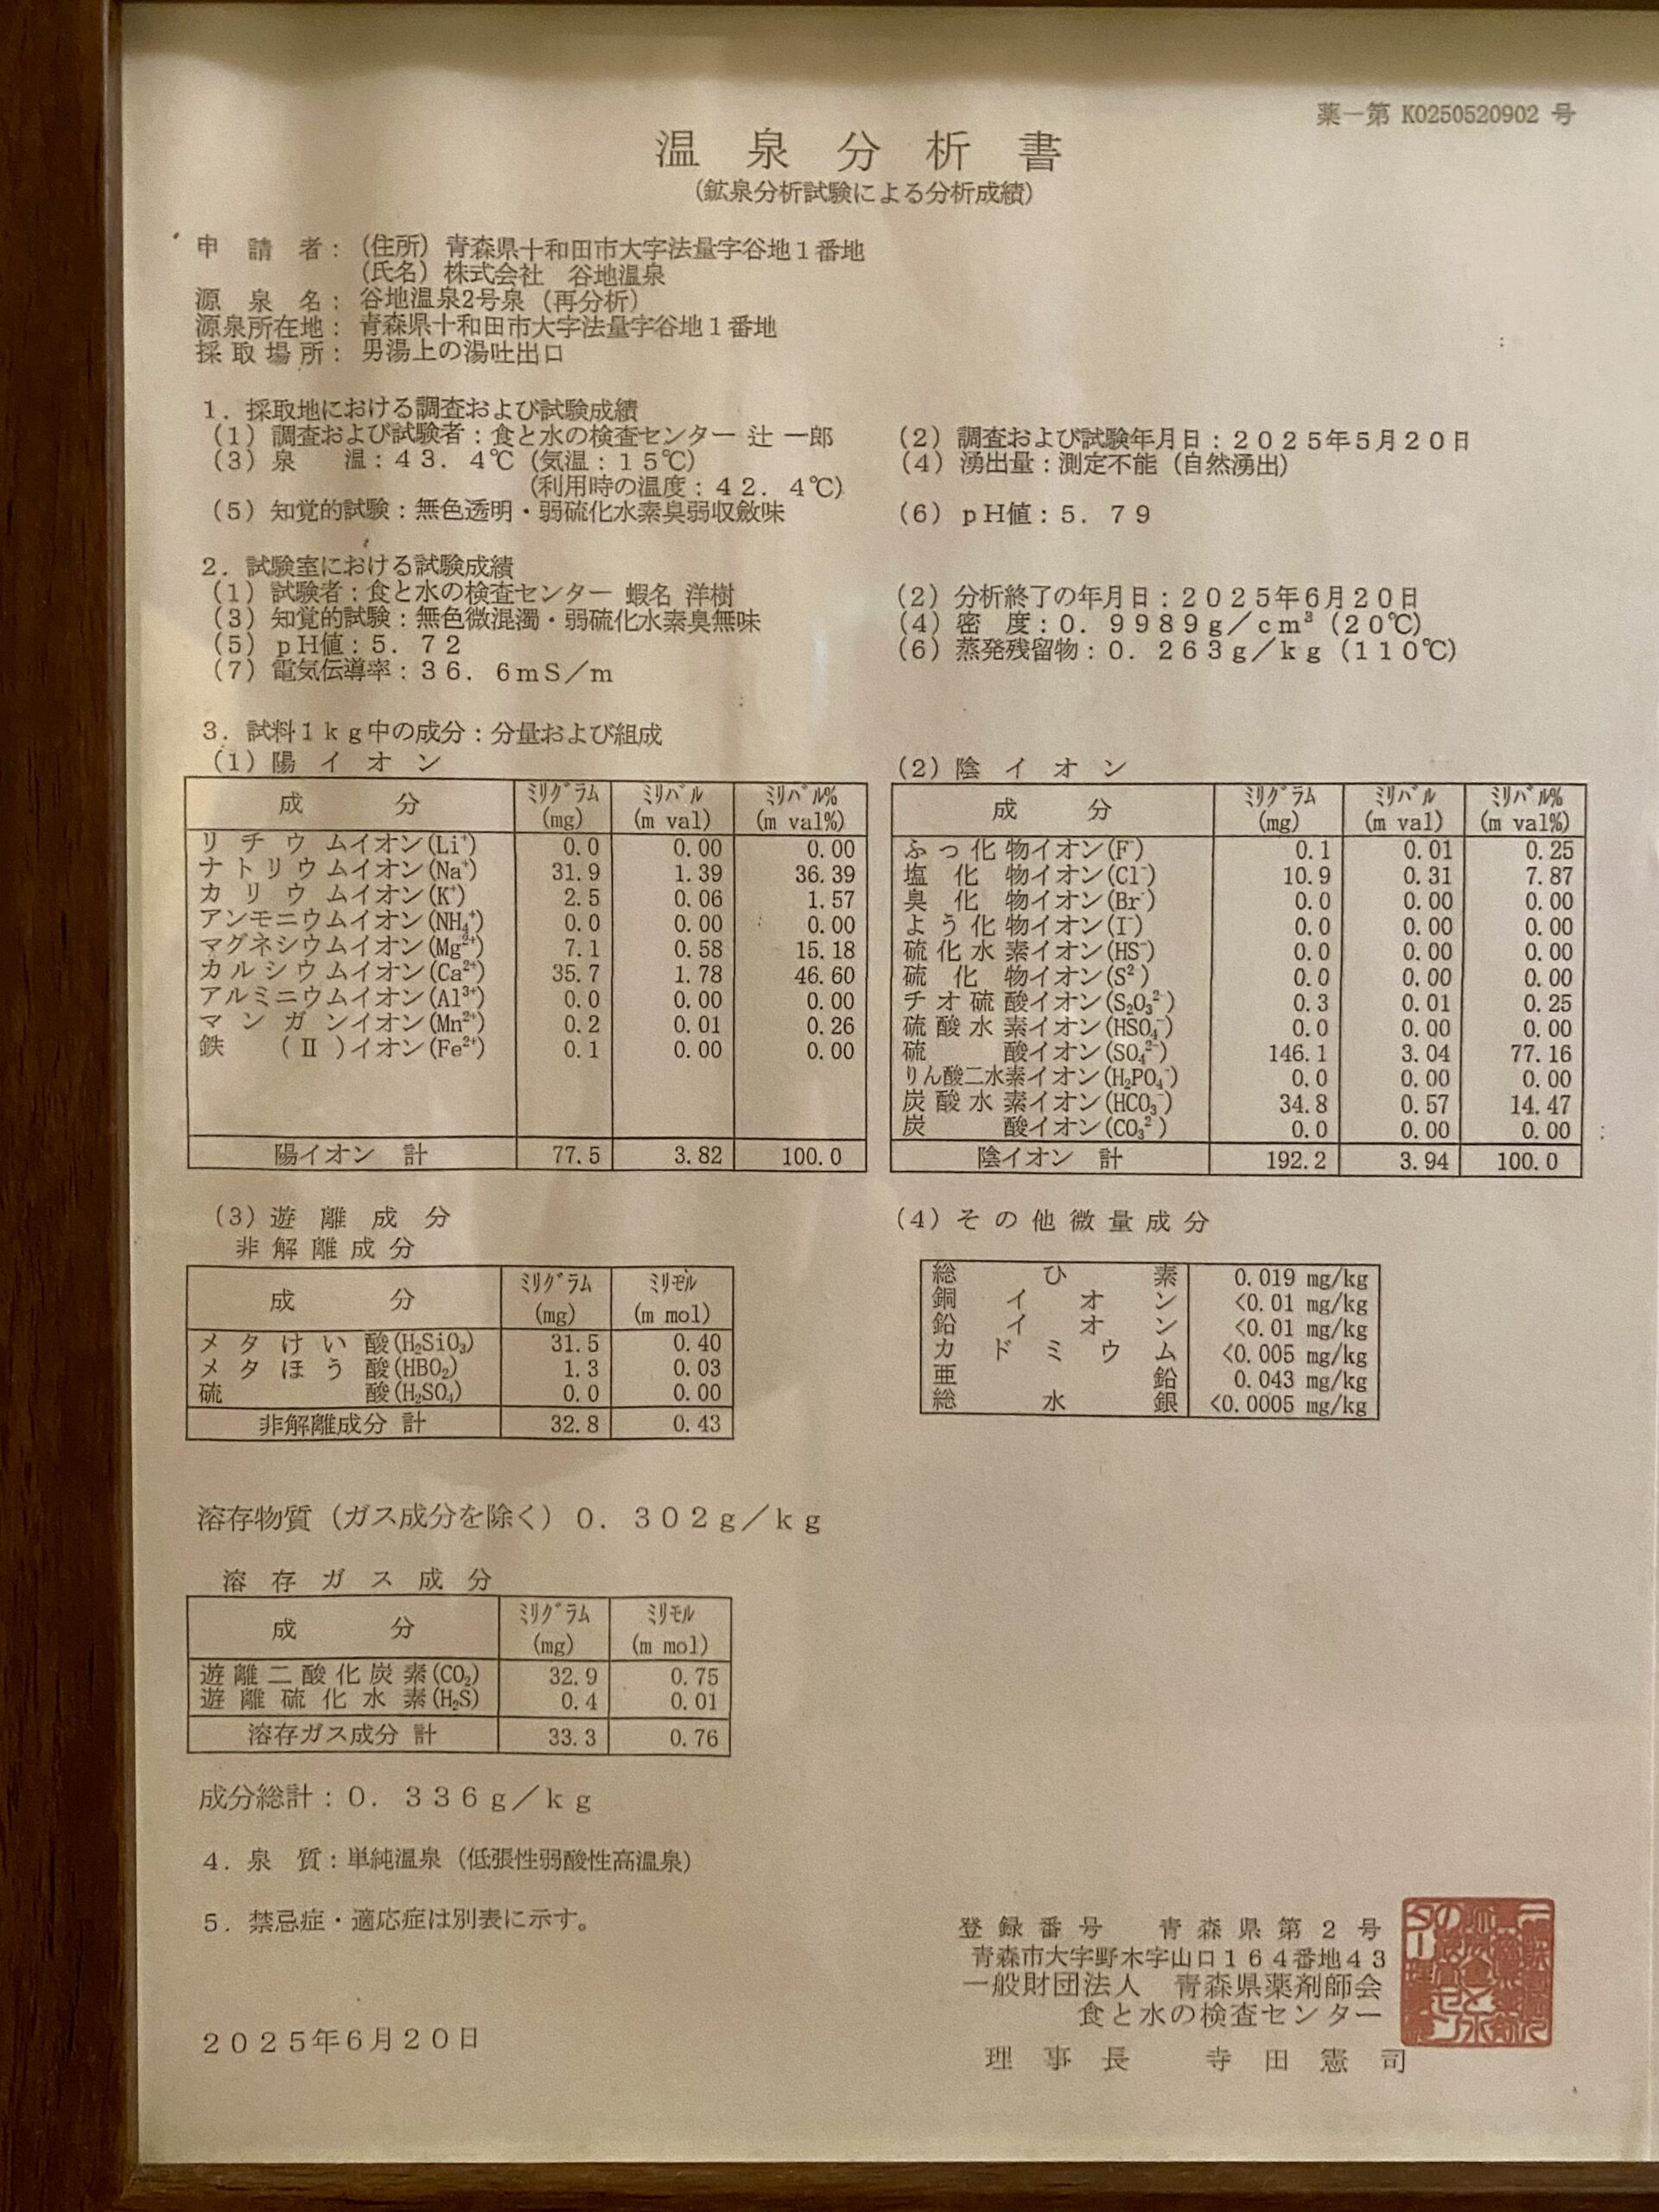 薬一第 K0250520902 号
温泉分析書
(鉱泉分析試験による分析成績)
申請者：(住所) 青森県十和田市大字法量字谷地１番地
(氏名) 株式会社 谷地温泉
源泉名：谷地温泉2号泉 (再分析)
源泉所在地：青森県十和田市大字法量字谷地１番地
採取場所：男湯上の湯吐出口
１．採取地における調査および試験成績
(１) 調査および試験者：食と水の検査センター 辻 一郎
(２) 調査および試験年月日：２０２５年５月２０日
(３) 泉 温：４３．４℃ (気温：１５℃)
(４) 湧出量：測定不能 (自然湧出)
(利用時の温度：４２．４℃)
(５) 知覚的試験：無色透明・弱硫化水素臭弱収斂味
(６) ｐＨ値：５．７９
２．試験室における試験成績
(１) 試験者：食と水の検査センター 蝦名 洋樹
(２) 分析終了の年月日：２０２５年６月２０日
(３) 知覚的試験：無色微混濁・弱硫化水素臭無味
(４) 密 度：０．９９８９ｇ／ｃｍ³ (２０℃)
(５) ｐＨ値：５．７２
(６) 蒸発残留物：０．２６３ｇ／ｋｇ (１１０℃)
(７) 電気伝導率：３６．６ｍＳ／ｍ
３．試料１ｋｇ中の成分：分量および組成
(１) 陽イオン
成分 ﾐﾘｸﾞﾗﾑ (mg) ﾐﾘﾊﾞﾙ (m val) ﾐﾘﾊﾞﾙ% (m val%)
リチウムイオン(Li⁺) 0.0 0.00 0.00
ナトリウムイオン(Na⁺) 31.9 1.39 36.39
カリウムイオン(K⁺) 2.5 0.06 1.57
アンモニウムイオン(NH₄⁺) 0.0 0.00 0.00
マグネシウムイオン(Mg²⁺) 7.1 0.58 15.18
カルシウムイオン(Ca²⁺) 35.7 1.78 46.60
アルミニウムイオン(Al³⁺) 0.0 0.00 0.00
マンガンイオン(Mn²⁺) 0.2 0.01 0.26
鉄(Ⅱ)イオン(Fe²⁺) 0.1 0.00 0.00
陽イオン 計 77.5 3.82 100.0
(２) 陰イオン
成分 ﾐﾘｸﾞﾗﾑ (mg) ﾐﾘﾊﾞﾙ (m val) ﾐﾘﾊﾞﾙ% (m val%)
ふっ化物イオン(F⁻) 0.1 0.01 0.25
塩化物イオン(Cl⁻) 10.9 0.31 7.87
臭化物イオン(Br⁻) 0.0 0.00 0.00
よう化物イオン(I⁻) 0.0 0.00 0.00
硫化水素イオン(HS⁻) 0.0 0.00 0.00
硫化物イオン(S²⁻) 0.0 0.00 0.00
チオ硫酸イオン(S₂O₃²⁻) 0.3 0.01 0.25
硫酸水素イオン(HSO₄⁻) 0.0 0.00 0.00
硫酸イオン(SO₄²⁻) 146.1 3.04 77.16
りん酸二水素イオン(H₂PO₄⁻) 0.0 0.00 0.00
炭酸水素イオン(HCO₃⁻) 34.8 0.57 14.47
炭酸イオン(CO₃²⁻) 0.0 0.00 0.00
陰イオン 計 192.2 3.94 100.0
(３) 遊離成分
非解離成分
成分 ﾐﾘｸﾞﾗﾑ (mg) ﾐﾘﾓﾙ (m mol)
メタけい酸(H₂SiO₃) 31.5 0.40
メタほう酸(HBO₂) 1.3 0.03
硫酸(H₂SO₄) 0.0 0.00
非解離成分 計 32.8 0.43
(４) その他微量成分
総ひ素 0.019 mg/kg
銅イオン <0.01 mg/kg
鉛イオン <0.01 mg/kg
カドミウム <0.005 mg/kg
亜鉛 0.043 mg/kg
総水銀 <0.0005 mg/kg
溶存物質 (ガス成分を除く) ０．３０２ｇ／ｋｇ
溶存ガス成分
成分 ﾐﾘｸﾞﾗﾑ (mg) ﾐﾘﾓﾙ (m mol)
遊離二酸化炭素(CO₂) 32.9 0.75
遊離硫化水素(H₂S) 0.4 0.01
溶存ガス成分 計 33.3 0.76
成分総計：０．３３６ｇ／ｋｇ
４．泉 質：単純温泉 (低張性弱酸性高温泉)
５．禁忌症・適応症は別表に示す。
登録番号 青森県第２号
青森市大字野木字山口１６４番地４３
一般財団法人 青森県薬剤師会
食と水の検査センター
２０２５年６月２０日
理事長 寺田憲司